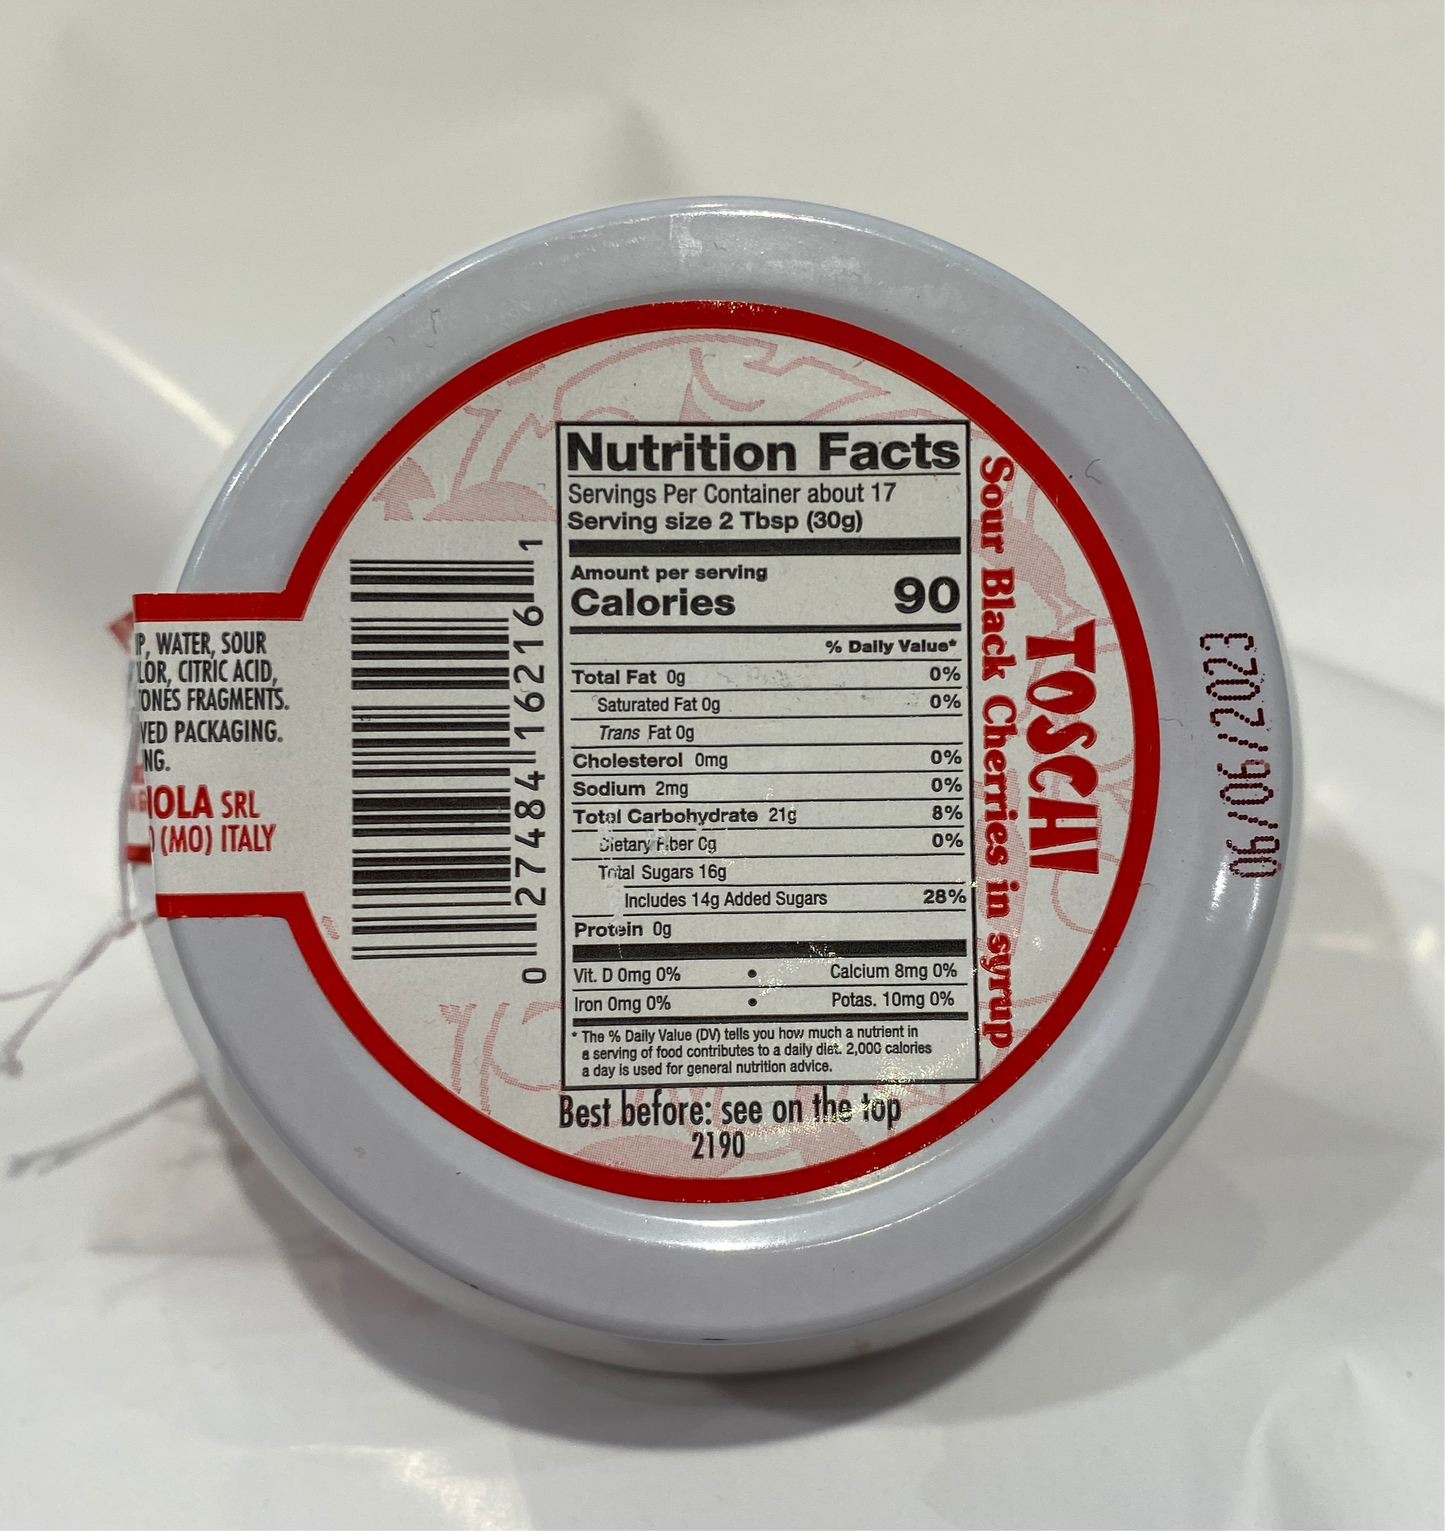 Nutrition Facts
Servings Per Container about 17
Serving size 2 Tbsp (30g)
Amount per serving
Calories 90
% Daily Value*
Total Fat 0g 0%
Saturated Fat 0g 0%
Trans Fat 0g
Cholesterol 0mg 0%
Sodium 2mg 0%
Total Carbohydrate 21g 8%
Dietary Fiber 0g 0%
Total Sugars 16g
Includes 14g Added Sugars 28%
Protein 0g
Vit. D 0mg 0% • Calcium 8mg 0%
Iron 0mg 0% • Potas. 10mg 0%
* The % Daily Value (DV) tells you how much a nutrient in
a serving of food contributes to a daily diet. 2,000 calories
a day is used for general nutrition advice.
Best before: see on the top
2190
TOSCHI
Sour Black Cherries in syrup
0 27484 16216 1
P, WATER, SOUR
LOR, CITRIC ACID,
ONES FRAGMENTS.
VED PACKAGING.
NG.
IOLA SRL
(MO) ITALY